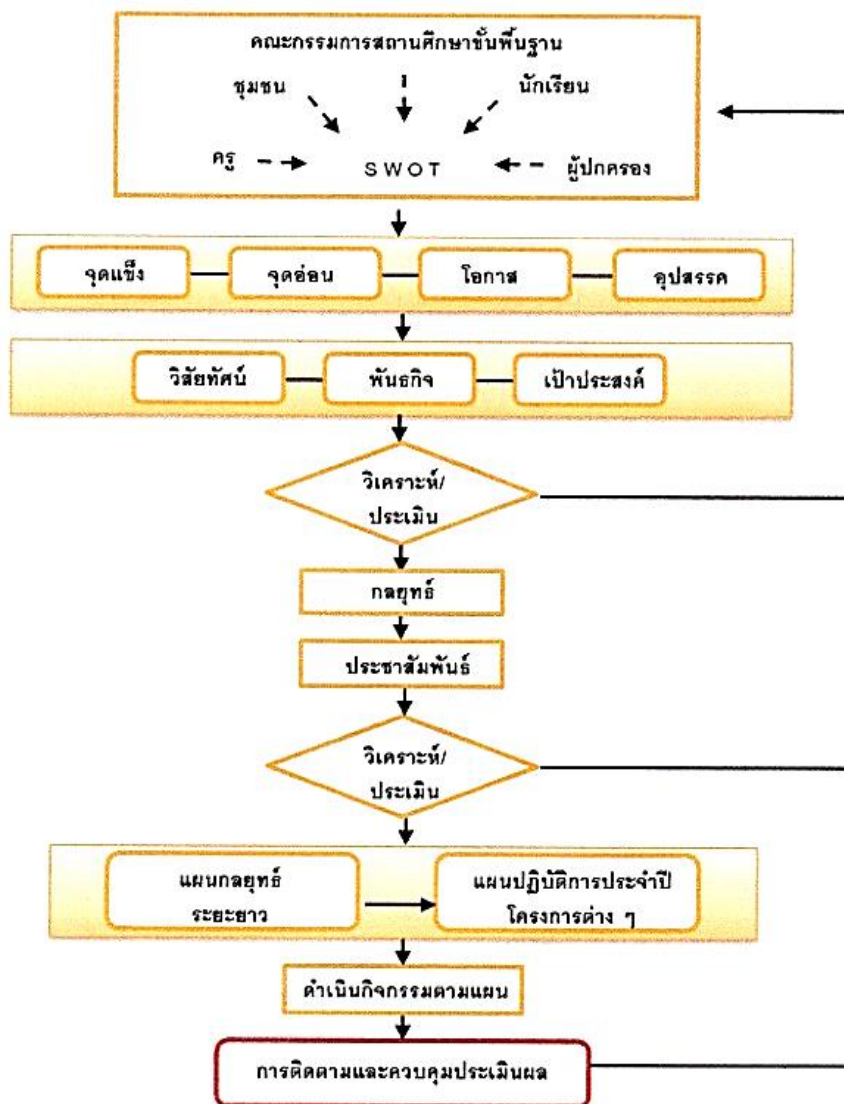 คณะกรรมการสถานศึกษาขั้นพื้นฐาน
ชุมชน นักเรียน
ครู SWOT ผู้ปกครอง
จุดแข็ง จุดอ่อน โอกาส อุปสรรค
วิสัยทัศน์ พันธกิจ เป้าประสงค์
วิเคราะห์/
ประเมิน
กลยุทธ์
ประชาสัมพันธ์
วิเคราะห์/
ประเมิน
แผนกลยุทธ์
ระยะยาว
แผนปฏิบัติการประจำปี
โครงการต่าง ๆ
ดำเนินกิจกรรมตามแผน
การติดตามและควบคุมประเมินผล